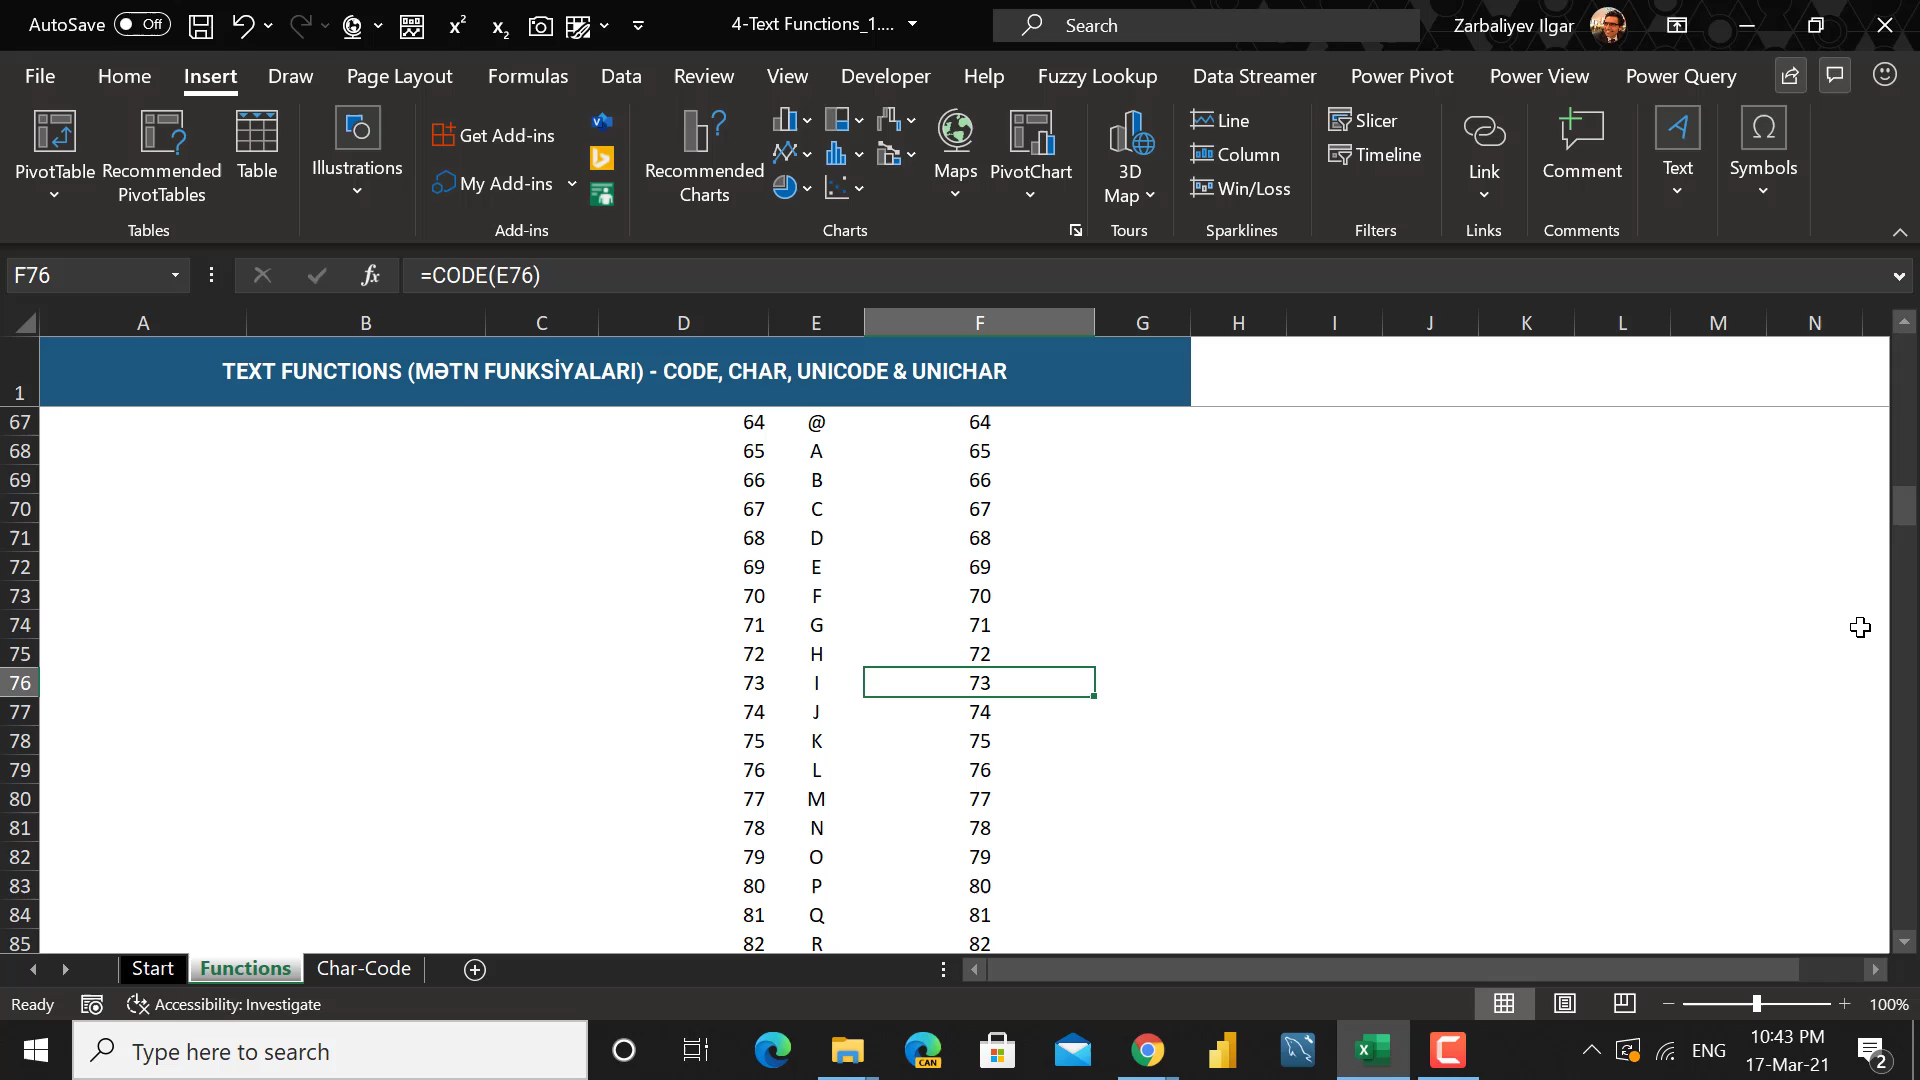 AutoSave Off
x²
x₂
4-Text Functions_1....
Search
Zarbaliyev Ilgar
File Home Insert Draw Page Layout Formulas Data Review View Developer Help Fuzzy Lookup Data Streamer Power Pivot Power View Power Query
PivotTable
Recommended PivotTables
Table
Tables
Illustrations
Get Add-ins
My Add-ins
Add-ins
Recommended Charts
Maps
PivotChart
Charts
3D Map
Tours
Line
Column
Win/Loss
Sparklines
Slicer
Timeline
Filters
Link
Links
Comment
Comments
Text
Symbols
F76 fx =CODE(E76)
A B C D E F G H I J K L M N
1 TEXT FUNCTIONS (MƏTN FUNKSİYALARI) - CODE, CHAR, UNICODE & UNICHAR
67 64 @ 64
68 65 A 65
69 66 B 66
70 67 C 67
71 68 D 68
72 69 E 69
73 70 F 70
74 71 G 71
75 72 H 72
76 73 I 73
77 74 J 74
78 75 K 75
79 76 L 76
80 77 M 77
81 78 N 78
82 79 O 79
83 80 P 80
84 81 Q 81
85 82 R 82
Start Functions Char-Code
Ready Accessibility: Investigate 100%
Type here to search
CAN
ENG
10:43 PM
17-Mar-21
2